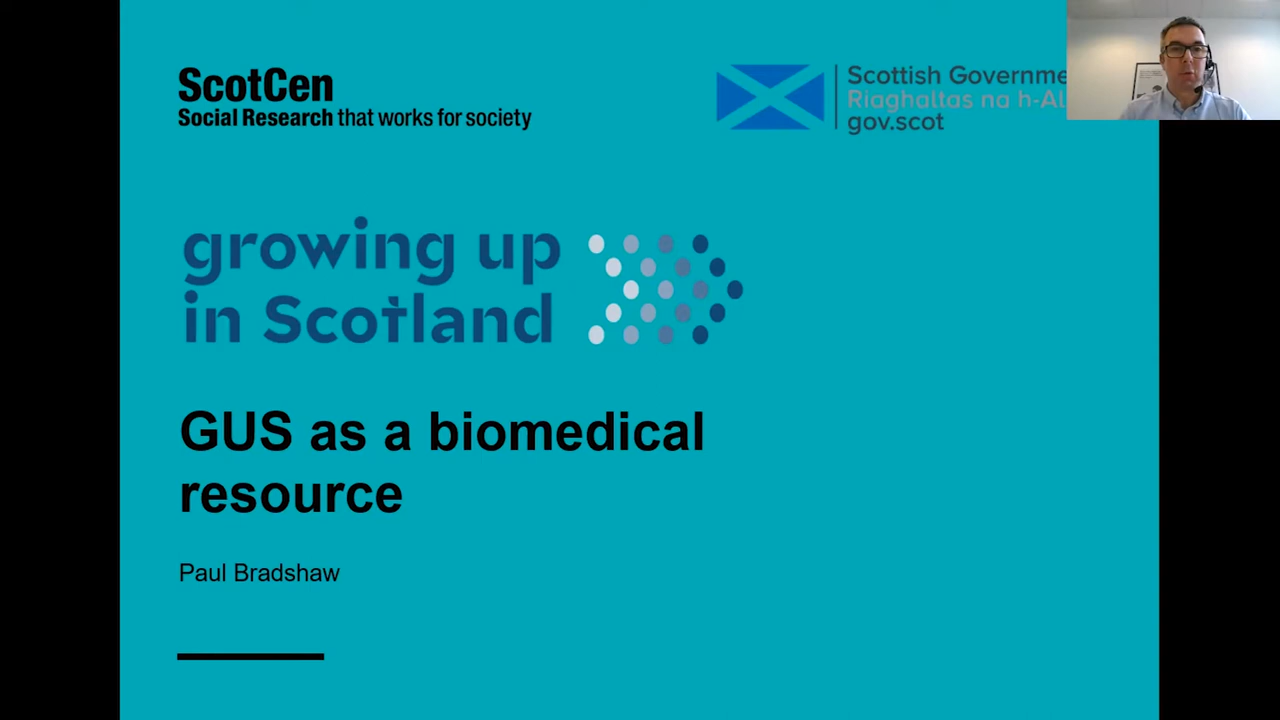 ScotCen
Social Research that works for society
Scottish Governme
Riaghaltas na h-Al
gov.scot
growing up
in Scotland
GUS as a biomedical
resource
Paul Bradshaw